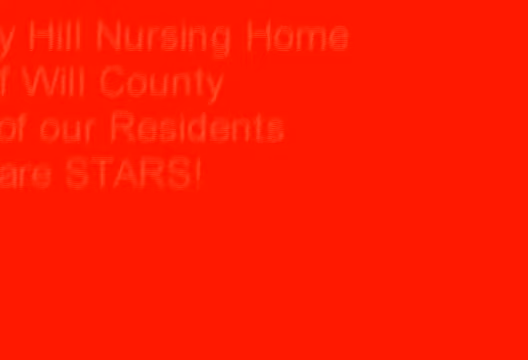 y Hill Nursing Home
f Will County
of our Residents
are STARS!